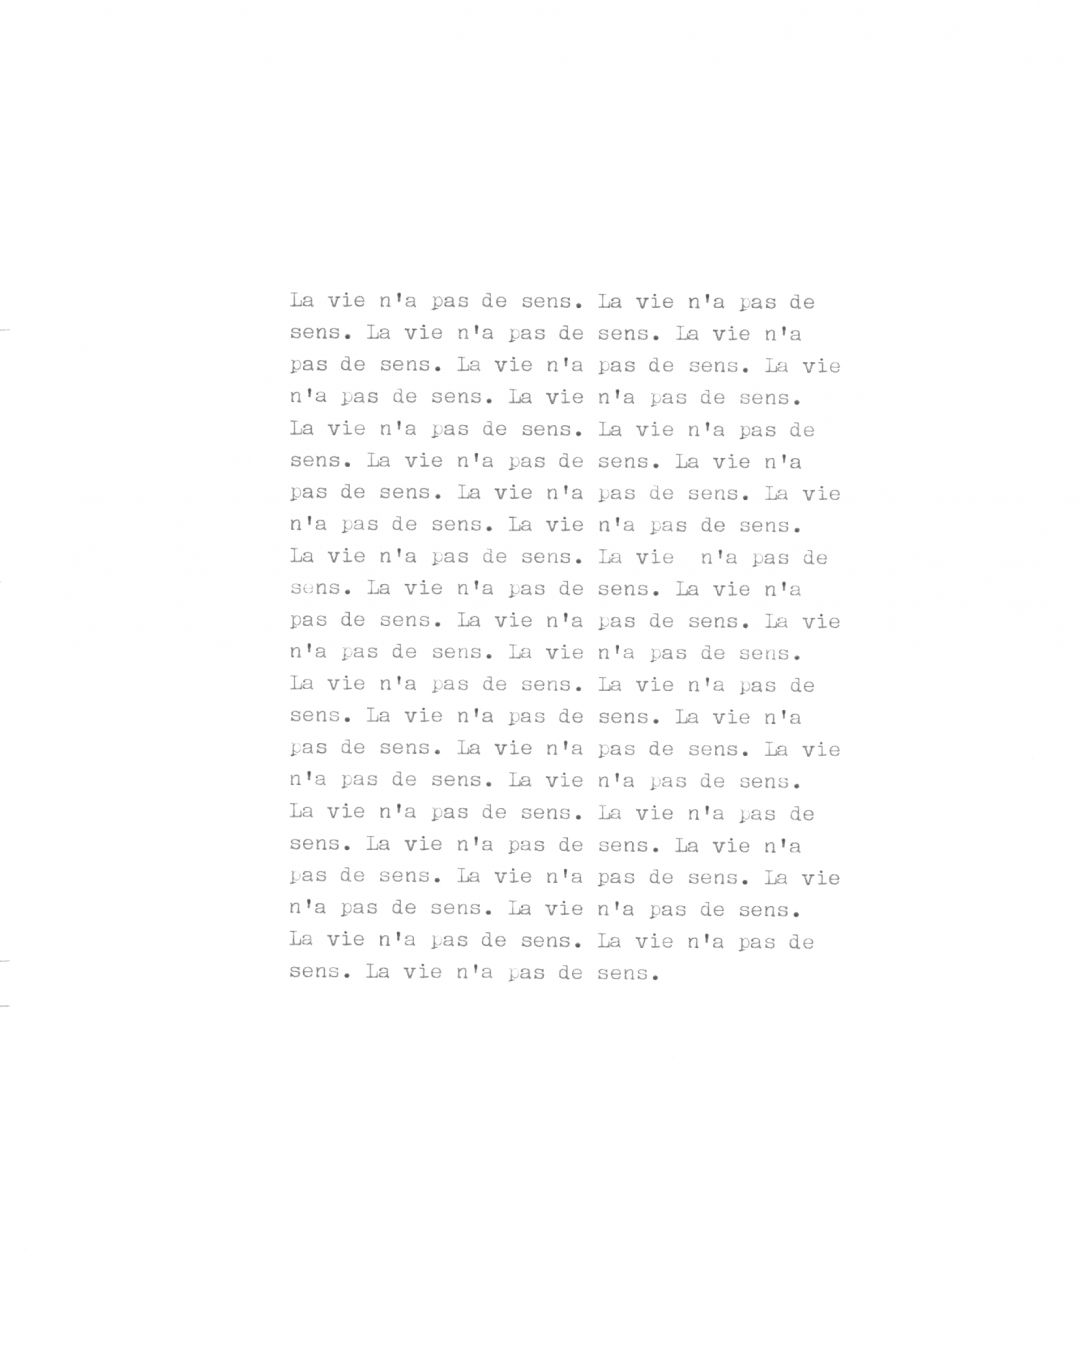 La vie n'a pas de sens. La vie n'a pas de
sens. La vie n'a pas de sens. La vie n'a
pas de sens. La vie n'a pas de sens. La vie
n'a pas de sens. La vie n'a pas de sens.
La vie n'a pas de sens. La vie n'a pas de
sens. La vie n'a pas de sens. La vie n'a
pas de sens. La vie n'a pas de sens. La vie
n'a pas de sens. La vie n'a pas de sens.
La vie n'a pas de sens. La vie  n'a pas de
sens. La vie n'a pas de sens. La vie n'a
pas de sens. La vie n'a pas de sens. La vie
n'a pas de sens. La vie n'a pas de sens.
La vie n'a pas de sens. La vie n'a pas de
sens. La vie n'a pas de sens. La vie n'a
pas de sens. La vie n'a pas de sens. La vie
n'a pas de sens. La vie n'a pas de sens.
La vie n'a pas de sens. La vie n'a pas de
sens. La vie n'a pas de sens. La vie n'a
pas de sens. La vie n'a pas de sens. La vie
n'a pas de sens. La vie n'a pas de sens.
La vie n'a pas de sens. La vie n'a pas de
sens. La vie n'a pas de sens.